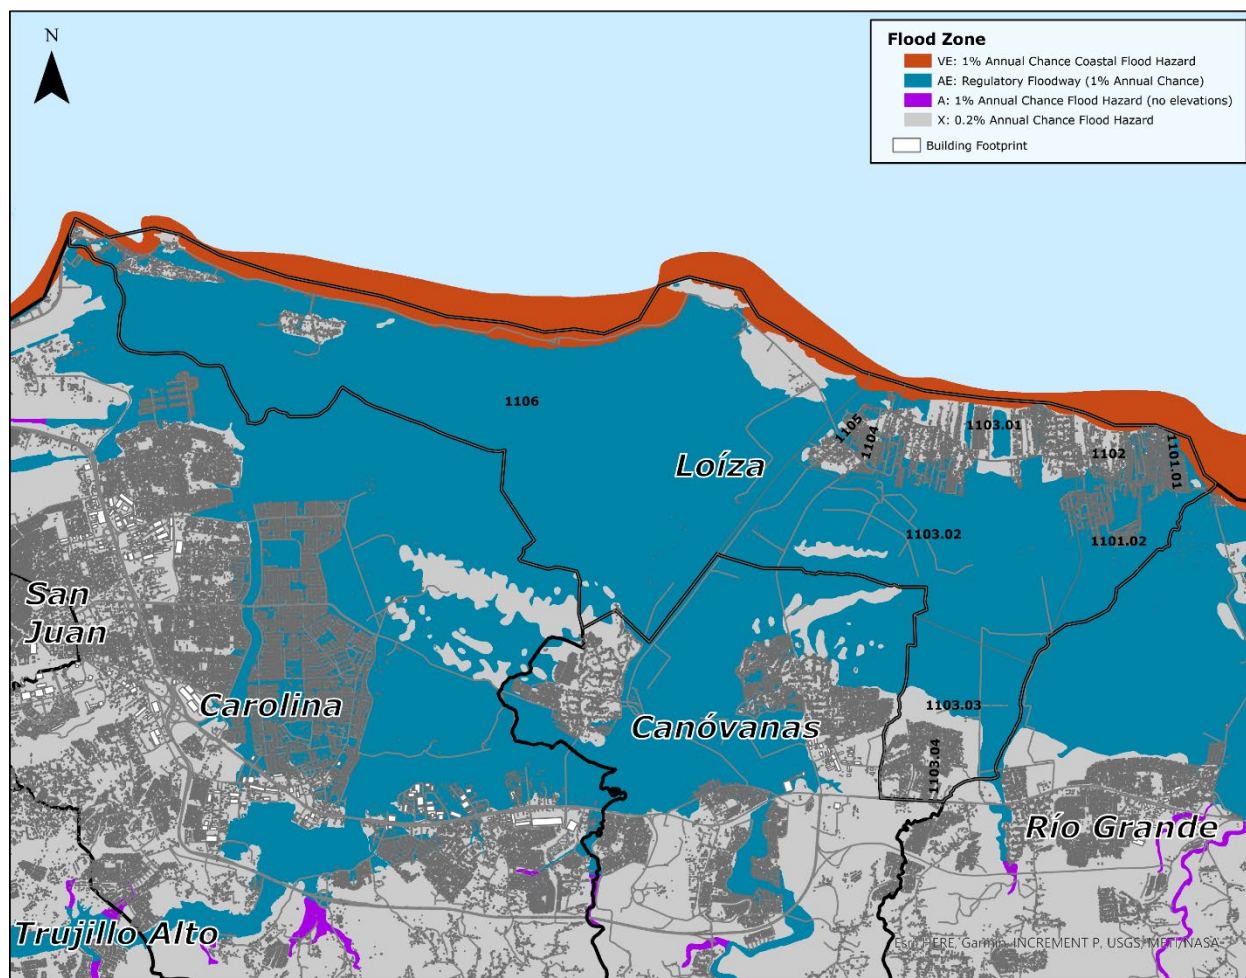 N
Flood Zone
VE: 1% Annual Chance Coastal Flood Hazard
AE: Regulatory Floodway (1% Annual Chance)
A: 1% Annual Chance Flood Hazard (no elevations)
X: 0.2% Annual Chance Flood Hazard
Building Footprint
1106
1105
1104
1103.01
1102
1101.01
Loíza
1103.02
1101.02
San
Juan
Carolina
Canóvanas
1103.03
1103.04
Río Grande
Trujillo Alto
Esri, HERE, Garmin, INCREMENT P, USGS, METI/NASA